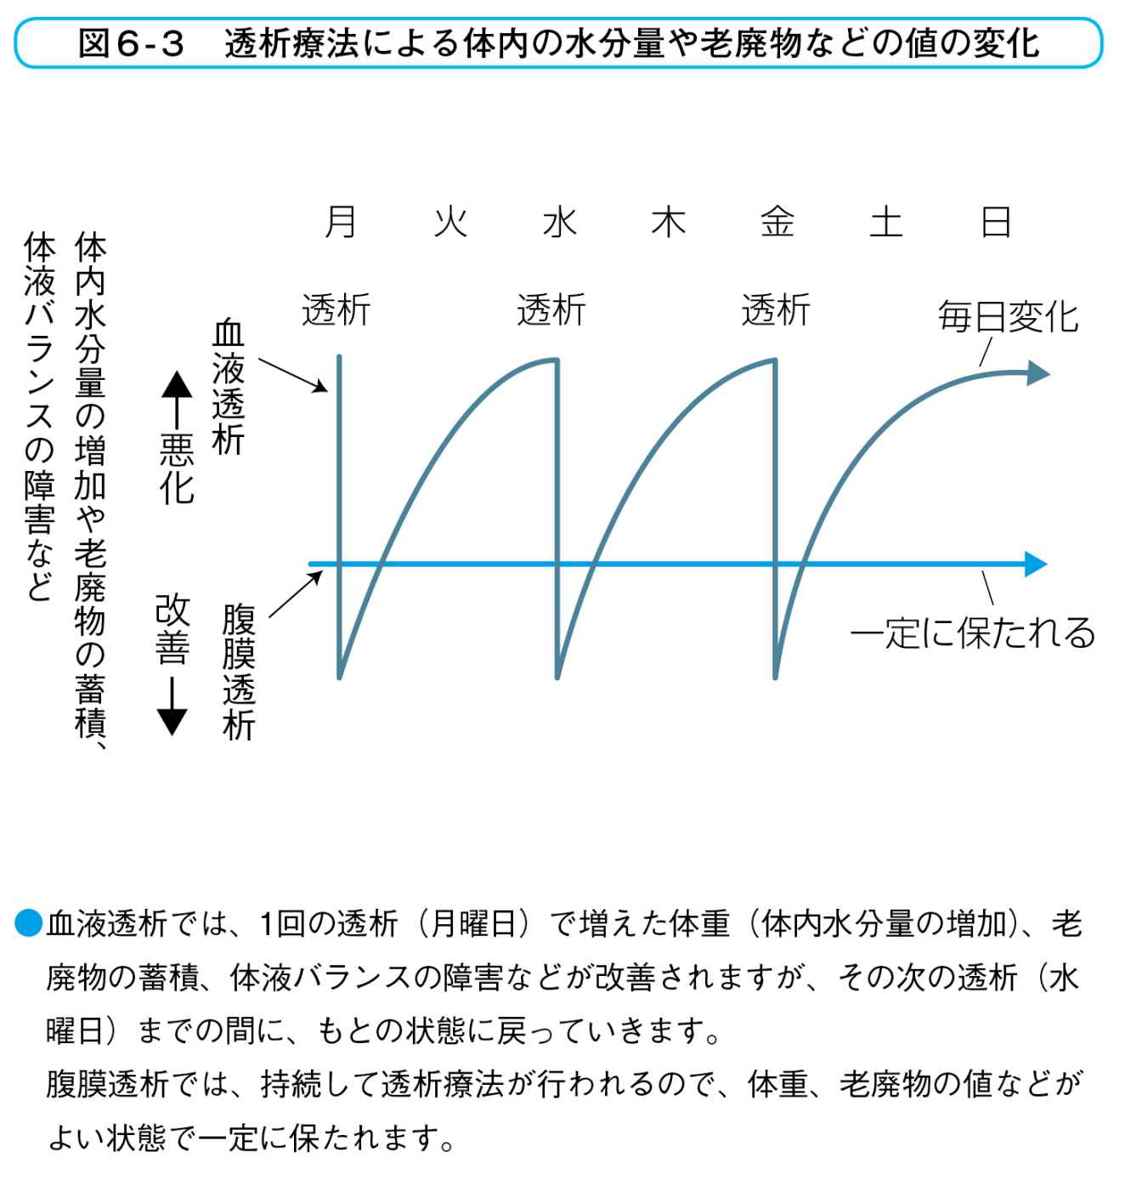 図6-3　透析療法による体内の水分量や老廃物などの値の変化
月　火　水　木　金　土　日
透析　透析　透析
毎日変化
体内水分量の増加や老廃物の蓄積、
体液バランスの障害など
血液透析
悪化
改善
腹膜透析
一定に保たれる
●血液透析では、1回の透析（月曜日）で増えた体重（体内水分量の増加）、老
廃物の蓄積、体液バランスの障害などが改善されますが、その次の透析（水
曜日）までの間に、もとの状態に戻っていきます。
腹膜透析では、持続して透析療法が行われるので、体重、老廃物の値などが
よい状態で一定に保たれます。